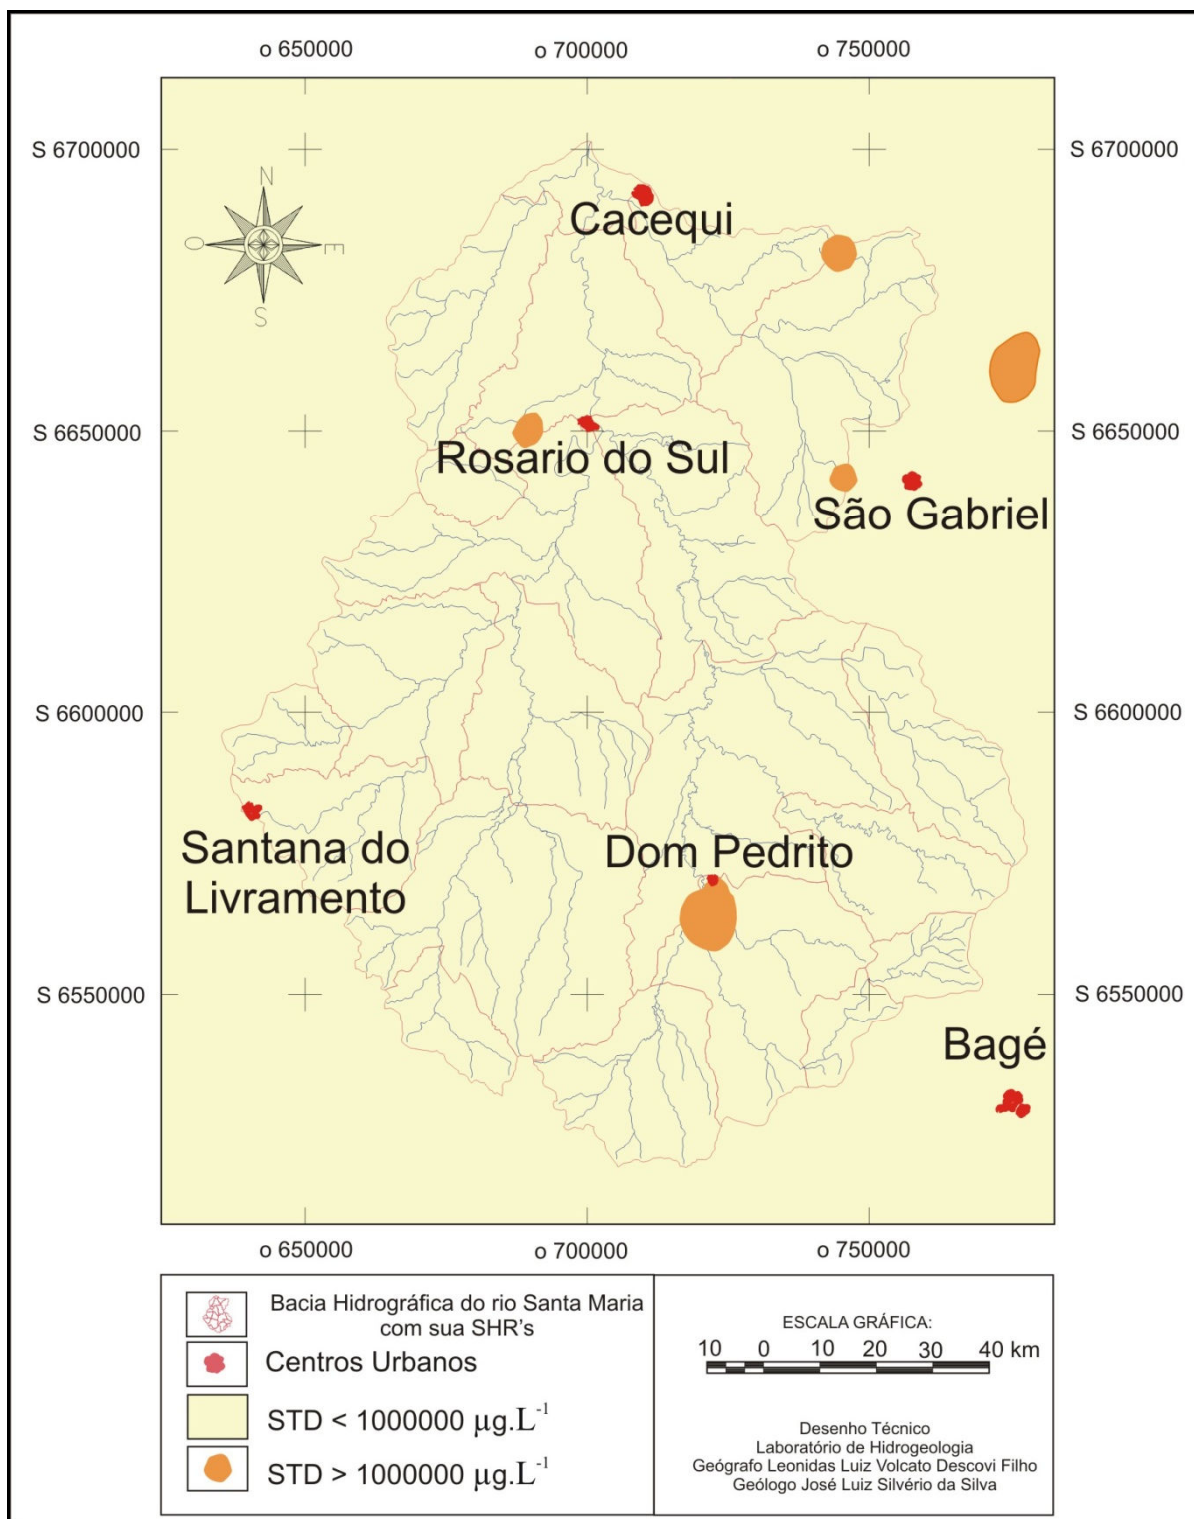 o 650000 o 700000 o 750000
S 6700000 S 6700000
N
O E
S
Cacequi
S 6650000 S 6650000
Rosario do Sul
São Gabriel
S 6600000 S 6600000
Santana do
Livramento
Dom Pedrito
S 6550000 S 6550000
Bagé
o 650000 o 700000 o 750000
Bacia Hidrográfica do rio Santa Maria
com sua SHR's
Centros Urbanos
STD < 1000000 µg.L⁻¹
STD > 1000000 µg.L⁻¹
ESCALA GRÁFICA:
10 0 10 20 30 40 km
Desenho Técnico
Laboratório de Hidrogeologia
Geógrafo Leonidas Luiz Volcato Descovi Filho
Geólogo José Luiz Silvério da Silva